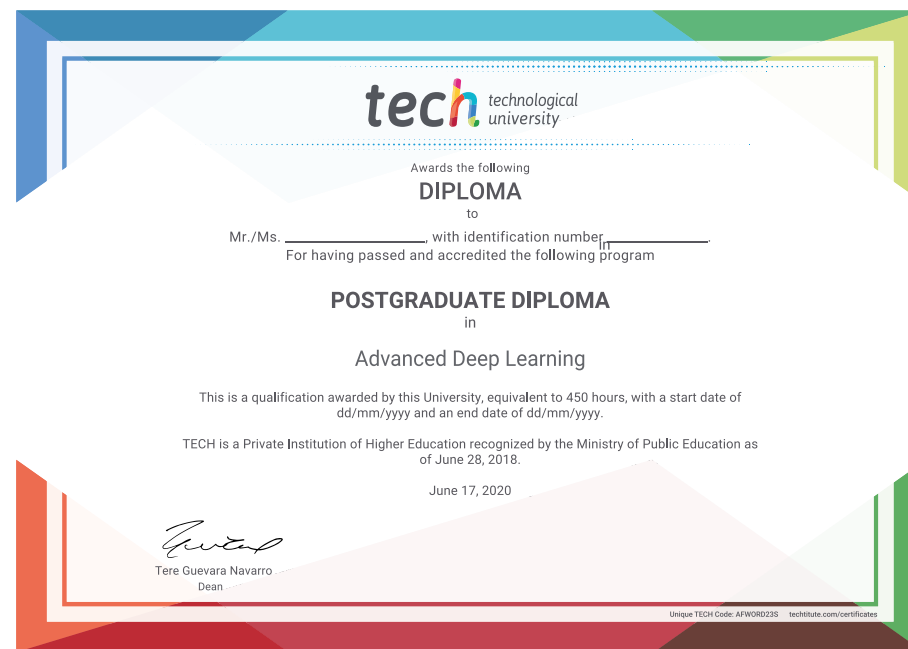 tech technological
university
Awards the following
DIPLOMA
to
Mr./Ms. ____________________, with identification number ______________.
in
For having passed and accredited the following program
POSTGRADUATE DIPLOMA
in
Advanced Deep Learning
This is a qualification awarded by this University, equivalent to 450 hours, with a start date of
dd/mm/yyyy and an end date of dd/mm/yyyy.
TECH is a Private Institution of Higher Education recognized by the Ministry of Public Education as
of June 28, 2018.
June 17, 2020
Tere Guevara Navarro
Dean
Unique TECH Code: AFWORD23S techtitute.com/certificates